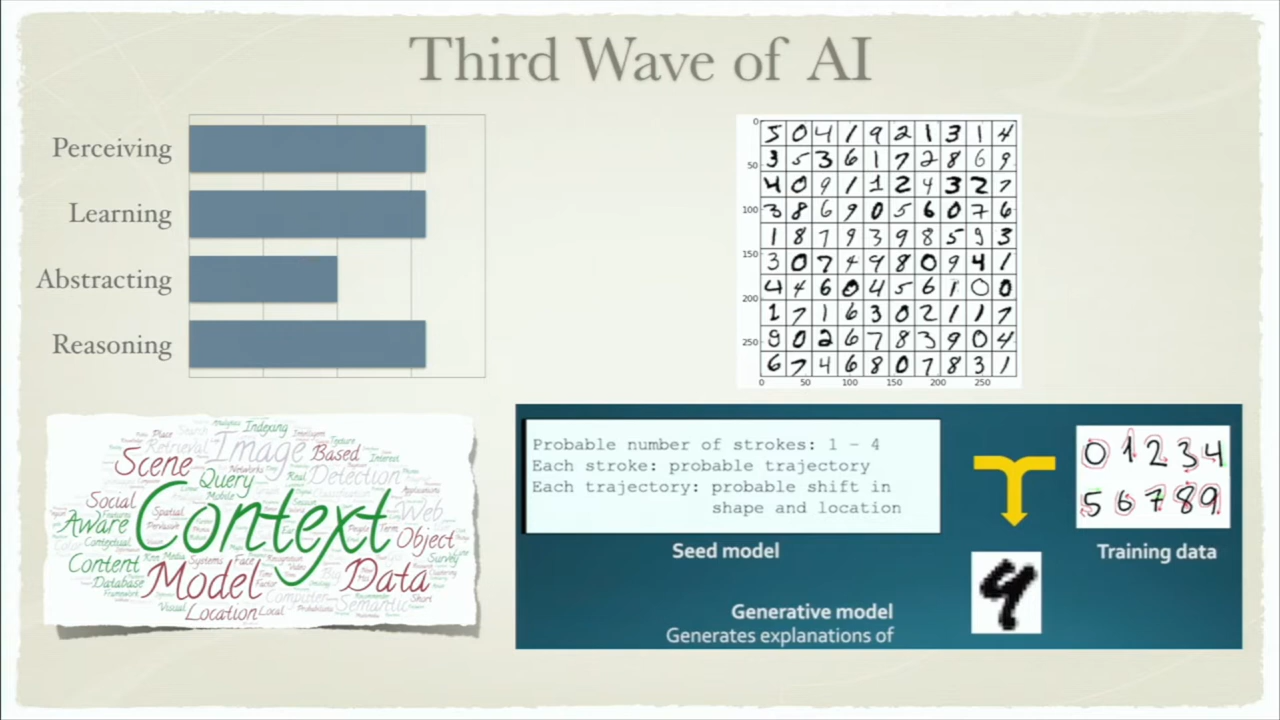 Third Wave of AI
Perceiving
Learning
Abstracting
Reasoning
0
50
100
150
200
250
5 0 4 1 9 2 1 3 1 4
3 5 3 6 1 7 2 8 6 9
4 0 9 1 1 2 4 3 2 7
3 8 6 9 0 5 6 0 7 6
1 8 7 9 3 9 8 5 9 3
3 0 7 4 9 8 0 9 4 1
4 4 6 0 4 5 6 1 0 0
1 7 1 6 3 0 2 1 1 7
9 0 2 6 7 8 3 9 0 4
6 7 4 6 8 0 7 8 3 1
0 50 100 150 200 250
Indexing
Retrieval Image Based
Scene Query Detection
Social
Context Web
Aware Object
Content
Database Model Data
Location Local Computer Semantic
Probable number of strokes: 1 – 4
Each stroke: probable trajectory
Each trajectory: probable shift in
shape and location
Seed model
0 1 2 3 4
5 6 7 8 9
Training data
4
Generative model
Generates explanations of